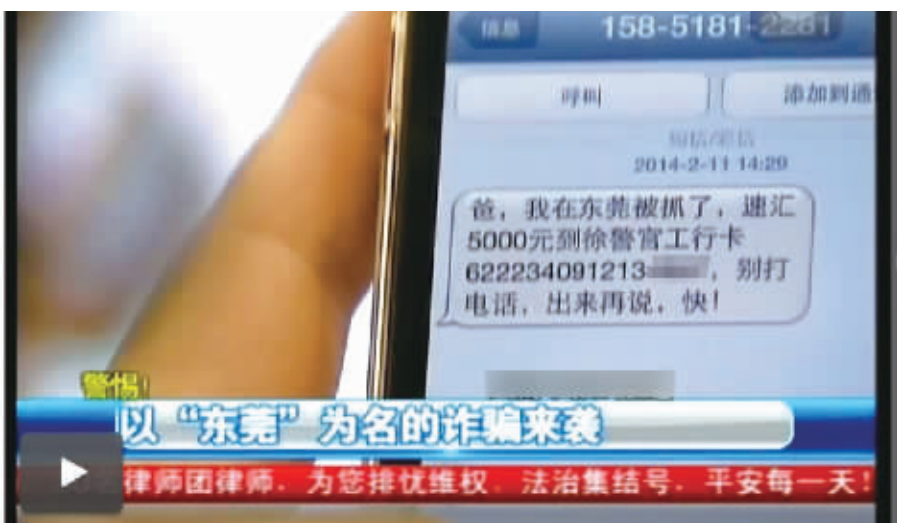 信息
158-5181-2281
呼叫
添加到通
短信/彩信
2014-2-11 14:29
爸，我在东莞被抓了，速汇
5000元到徐警官工行卡
622234091213，别打
电话，出来再说，快！
警惕
以“东莞”为名的诈骗来袭
律师团律师．为您排忧维权．法治集结号．平安每一天！